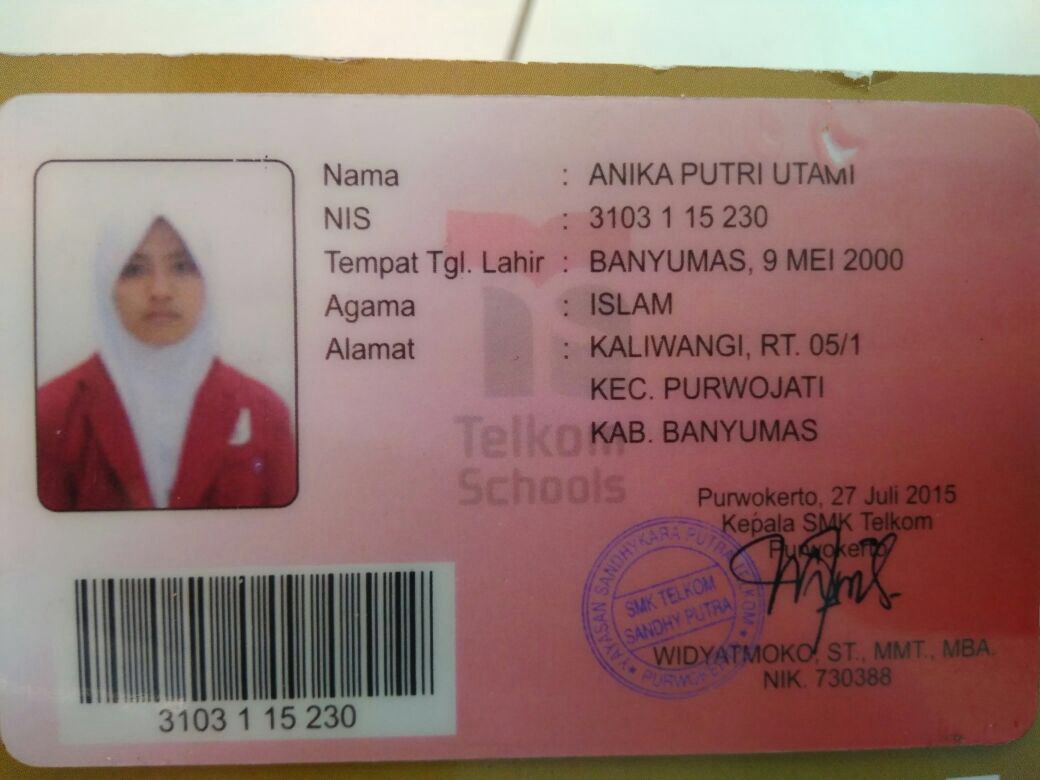 Nama : ANIKA PUTRI UTAMI
NIS : 3103 1 15 230
Tempat Tgl. Lahir : BANYUMAS, 9 MEI 2000
Agama : ISLAM
Alamat : KALIWANGI, RT. 05/1
KEC. PURWOJATI
KAB. BANYUMAS
Telkom
Schools
Purwokerto, 27 Juli 2015
Kepala SMK Telkom
Purwokerto
YAYASAN SANDHYKARA PUTRA TELKOM
SMK TELKOM
SANDHY PUTRA
WIDYATMOKO, ST., MMT., MBA.
NIK. 730388
3103 1 15 230